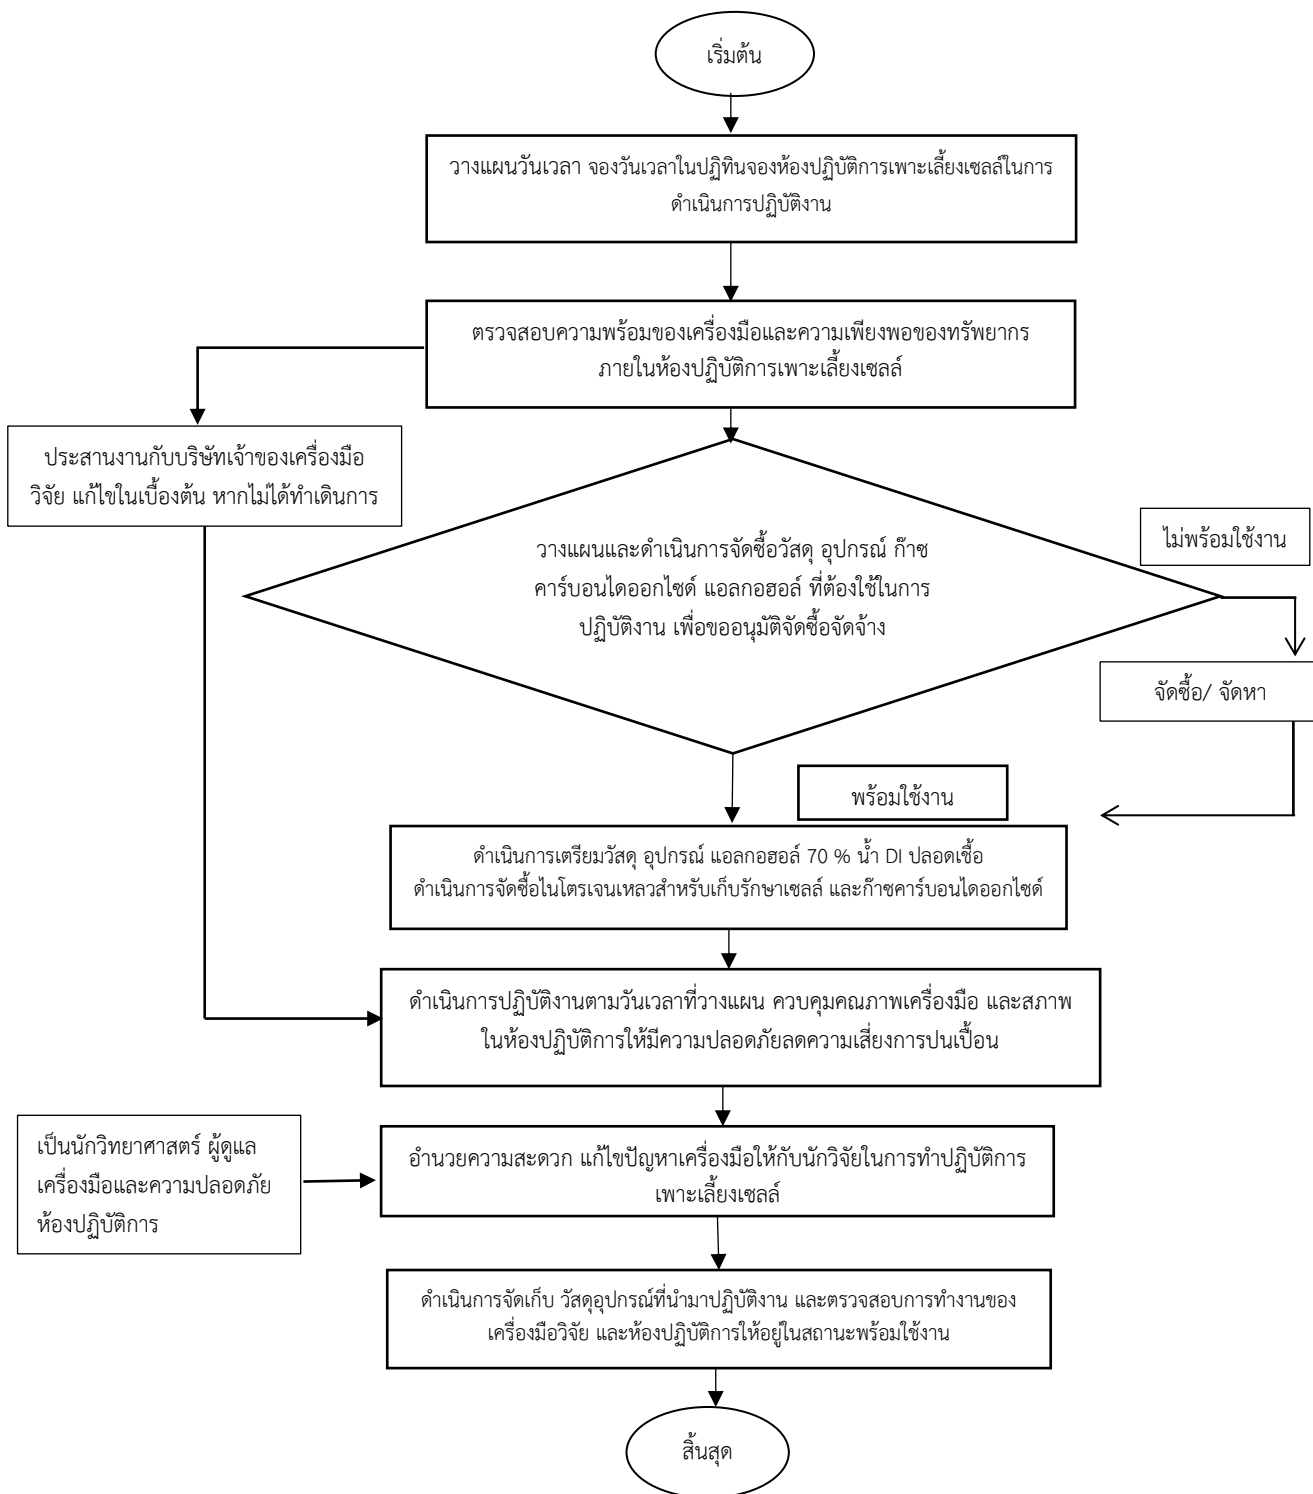 เริ่มต้น
วางแผนวันเวลา จองวันเวลาในปฏิทินจองห้องปฏิบัติการเพาะเลี้ยงเซลล์ในการ
ดำเนินการปฏิบัติงาน
ตรวจสอบความพร้อมของเครื่องมือและความเพียงพอของทรัพยากร
ภายในห้องปฏิบัติการเพาะเลี้ยงเซลล์
ประสานงานกับบริษัทเจ้าของเครื่องมือ
วิจัย แก้ไขในเบื้องต้น หากไม่ได้ทำเดินการ
วางแผนและดำเนินการจัดซื้อวัสดุ อุปกรณ์ ก๊าซ
คาร์บอนไดออกไซด์ แอลกอฮอล์ ที่ต้องใช้ในการ
ปฏิบัติงาน เพื่อขออนุมัติจัดซื้อจัดจ้าง
ไม่พร้อมใช้งาน
จัดซื้อ/ จัดหา
พร้อมใช้งาน
ดำเนินการเตรียมวัสดุ อุปกรณ์ แอลกอฮอล์ 70 % น้ำ DI ปลอดเชื้อ
ดำเนินการจัดซื้อไนโตรเจนเหลวสำหรับเก็บรักษาเซลล์ และก๊าซคาร์บอนไดออกไซด์
ดำเนินการปฏิบัติงานตามวันเวลาที่วางแผน ควบคุมคณภาพเครื่องมือ และสภาพ
ในห้องปฏิบัติการให้มีความปลอดภัยลดความเสี่ยงการปนเปื้อน
เป็นนักวิทยาศาสตร์ ผู้ดูแล
เครื่องมือและความปลอดภัย
ห้องปฏิบัติการ
อำนวยความสะดวก แก้ไขปัญหาเครื่องมือให้กับนักวิจัยในการทำปฏิบัติการ
เพาะเลี้ยงเซลล์
ดำเนินการจัดเก็บ วัสดุอุปกรณ์ที่นำมาปฏิบัติงาน และตรวจสอบการทำงานของ
เครื่องมือวิจัย และห้องปฏิบัติการให้อยู่ในสถานะพร้อมใช้งาน
สิ้นสุด